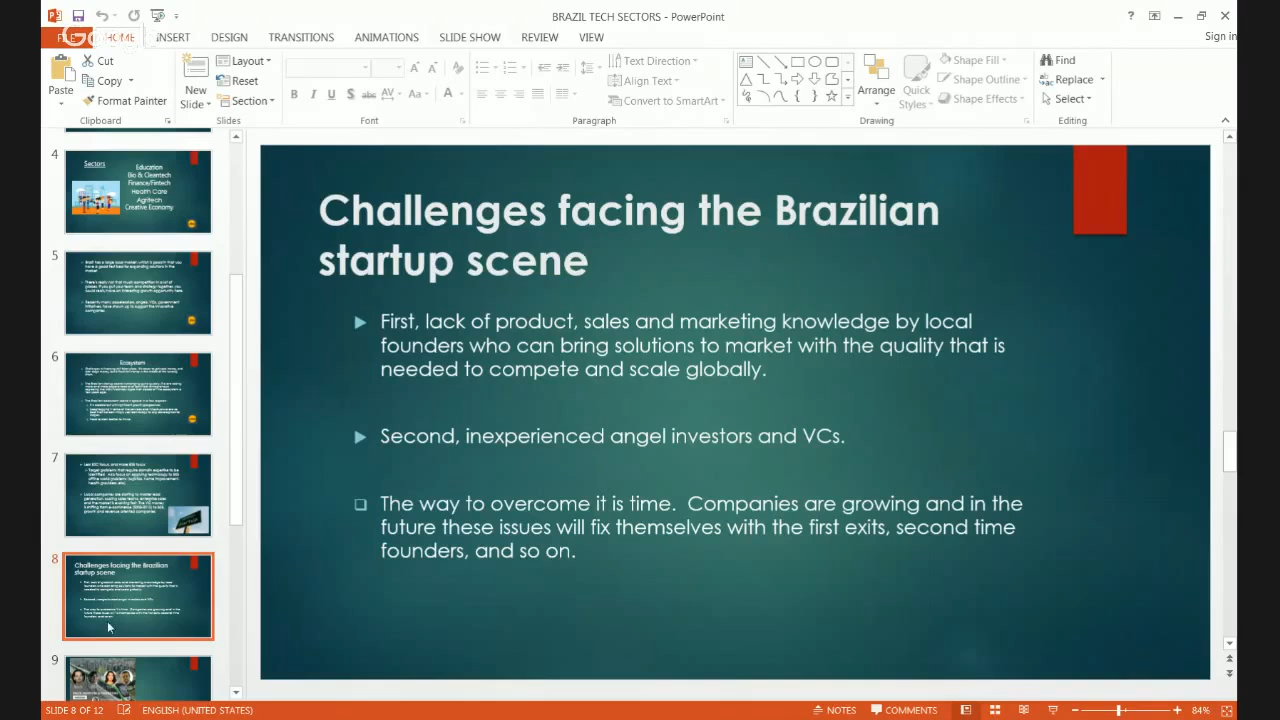 BRAZIL TECH SECTORS - PowerPoint
?
Sign in
FILE HOME INSERT DESIGN TRANSITIONS ANIMATIONS SLIDE SHOW REVIEW VIEW
Paste
Cut
Copy
Format Painter
Clipboard
New
Slide
Layout
Reset
Section
Slides
B I U S abc AV Aa A
Font
Text Direction
Align Text
Convert to SmartArt
Paragraph
Arrange
Quick
Styles
Shape Fill
Shape Outline
Shape Effects
Drawing
Find
Replace
Select
Editing
4
Sectors
Education
Bio & Cleantech
Finance/Fintech
Health Care
Agritech
Creative Economy
5
6
Ecosystem
7
8
Challenges facing the Brazilian
startup scene
9
Challenges facing the Brazilian
startup scene
First, lack of product, sales and marketing knowledge by local
founders who can bring solutions to market with the quality that is
needed to compete and scale globally.
Second, inexperienced angel investors and VCs.
The way to overcome it is time. Companies are growing and in the
future these issues will fix themselves with the first exits, second time
founders, and so on.
SLIDE 8 OF 12
ENGLISH (UNITED STATES)
NOTES
COMMENTS
84%